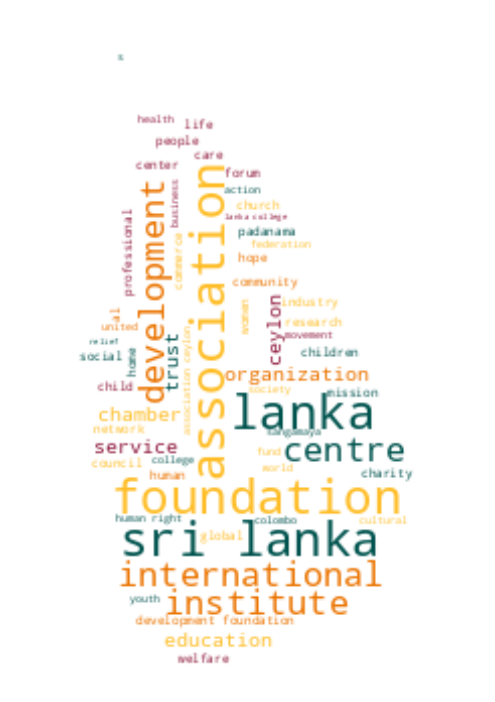 s
health
life
people
care
center
forum
business
action
church
lanka college
professional
development
association
commerce
padanama
federation
hope
community
ceylon
women
industry
al
united
research
movement
relief
social
home
trust
association ceylon
children
child
organization
society
mission
chamber
lanka
network
sangamaya
service
centre
council
college
fund
world
human
charity
foundation
human right
colombo
cultural
sri lanka
global
international
youth
institute
development foundation
education
welfare